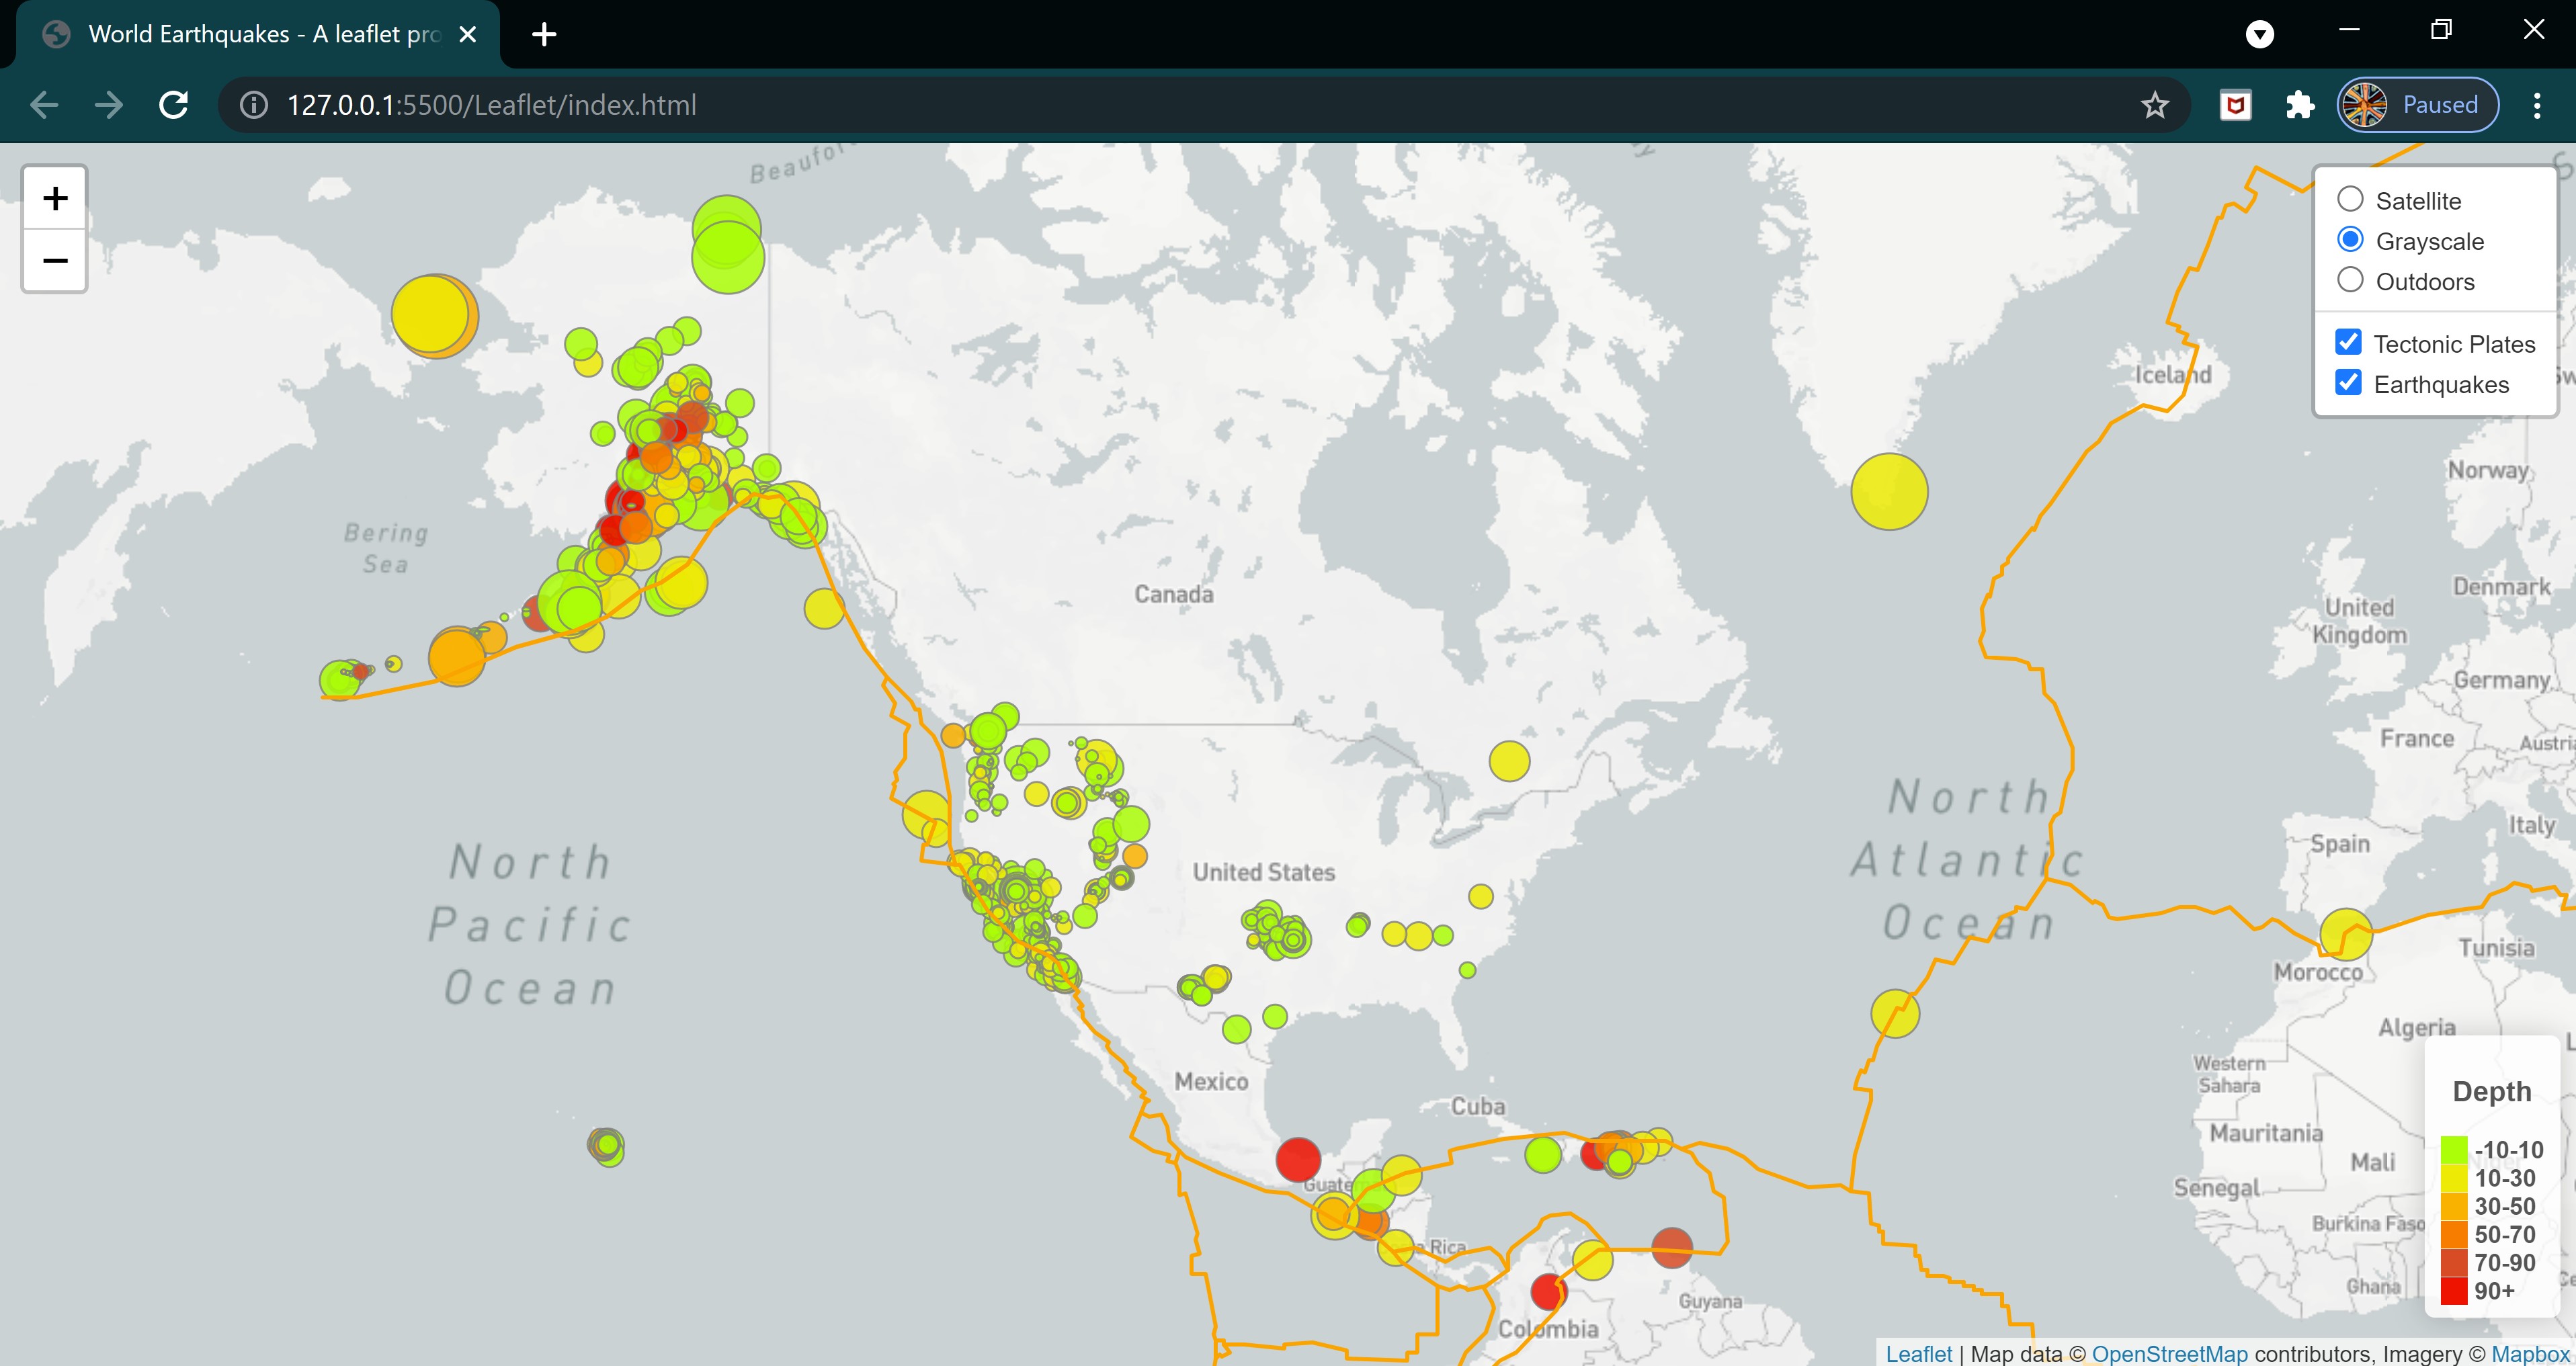 World Earthquakes - A leaflet pro
127.0.0.1:5500/Leaflet/index.html
Paused
+
−
Beaufor
Satellite
Grayscale
Outdoors
Tectonic Plates
Earthquakes
Iceland
Norway
Bering
Sea
Canada
Denmark
United
Kingdom
Germany
France
Austri
North
Pacific
Ocean
United States
North
Atlantic
Ocean
Spain
Italy
Tunisia
Morocco
Algeria
Western
Sahara
Mexico
Cuba
Mauritania
Mali
Senegal
Burkina Faso
Ghana
Guate
Rica
Guyana
Colombia
Depth
-10-10
10-30
30-50
50-70
70-90
90+
Leaflet | Map data © OpenStreetMap contributors, Imagery © Mapbox